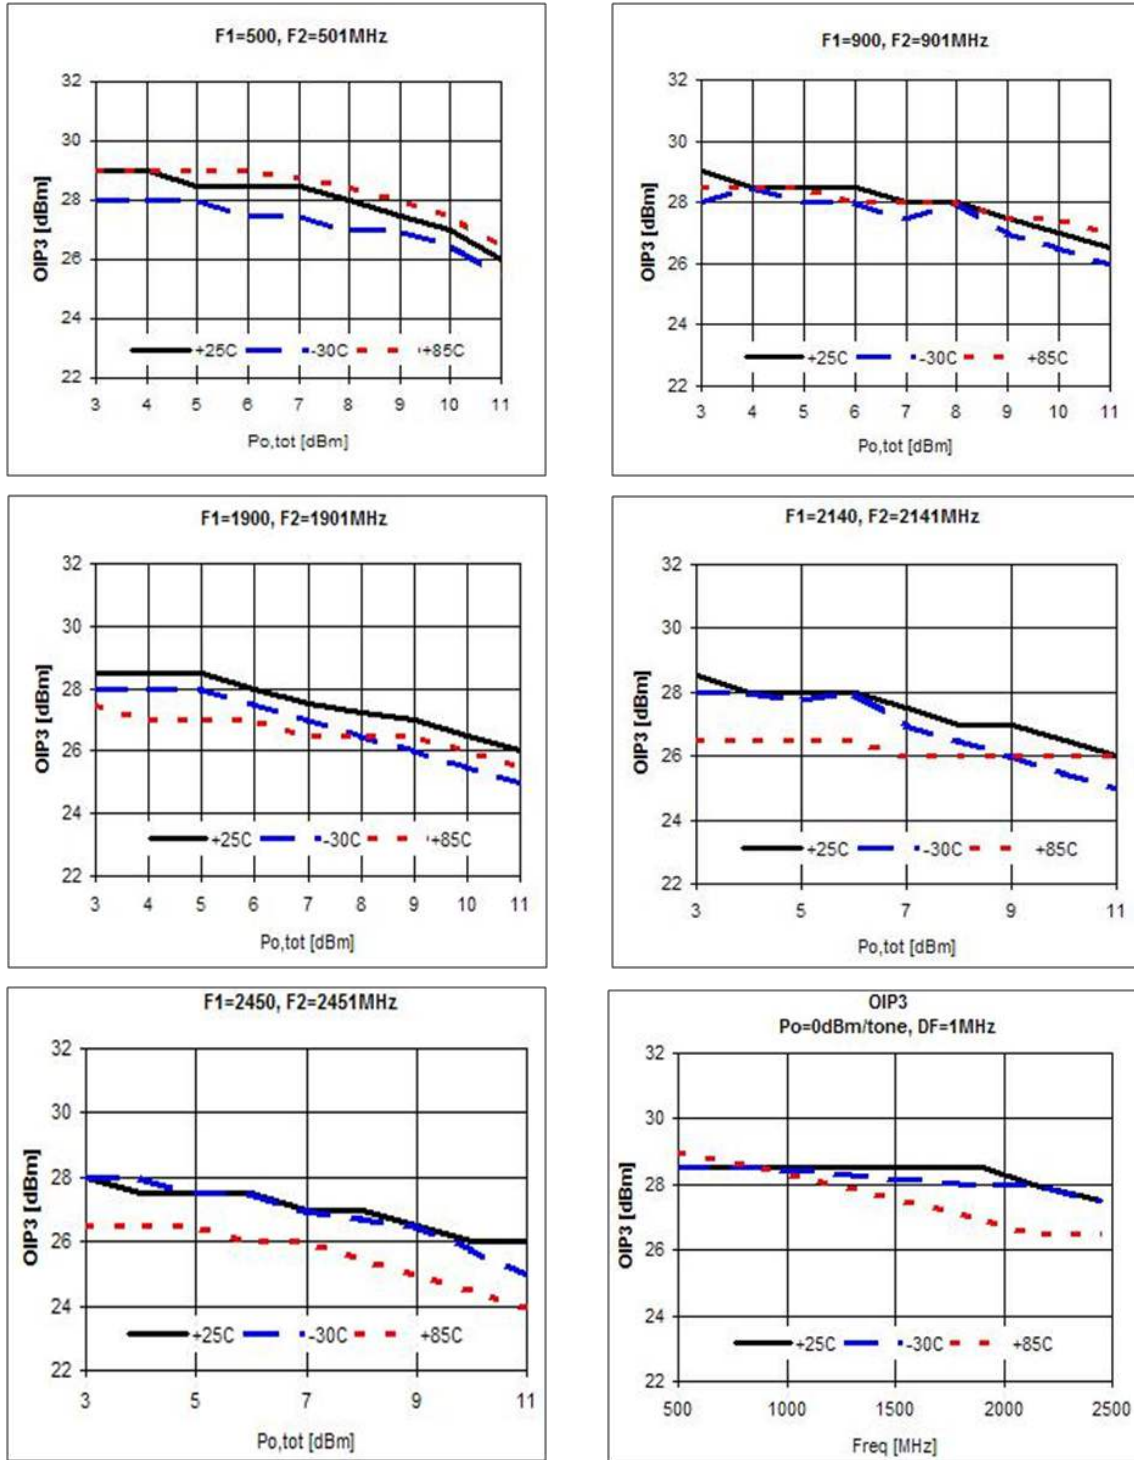 F1=500, F2=501MHz
32
30
28
26
24
22
OIP3 [dBm]
+25C -30C +85C
3 4 5 6 7 8 9 10 11
Po,tot [dBm]
F1=900, F2=901MHz
32
30
28
26
24
22
OIP3 [dBm]
+25C -30C +85C
3 4 5 6 7 8 9 10 11
Po,tot [dBm]
F1=1900, F2=1901MHz
32
30
28
26
24
22
OIP3 [dBm]
+25C -30C +85C
3 4 5 6 7 8 9 10 11
Po,tot [dBm]
F1=2140, F2=2141MHz
32
30
28
26
24
22
OIP3 [dBm]
+25C -30C +85C
3 5 7 9 11
Po,tot [dBm]
F1=2450, F2=2451MHz
32
30
28
26
24
22
OIP3 [dBm]
+25C -30C +85C
3 5 7 9 11
Po,tot [dBm]
OIP3
Po=0dBm/tone, DF=1MHz
32
30
28
26
24
22
OIP3 [dBm]
+25C -30C +85C
500 1000 1500 2000 2500
Freq [MHz]